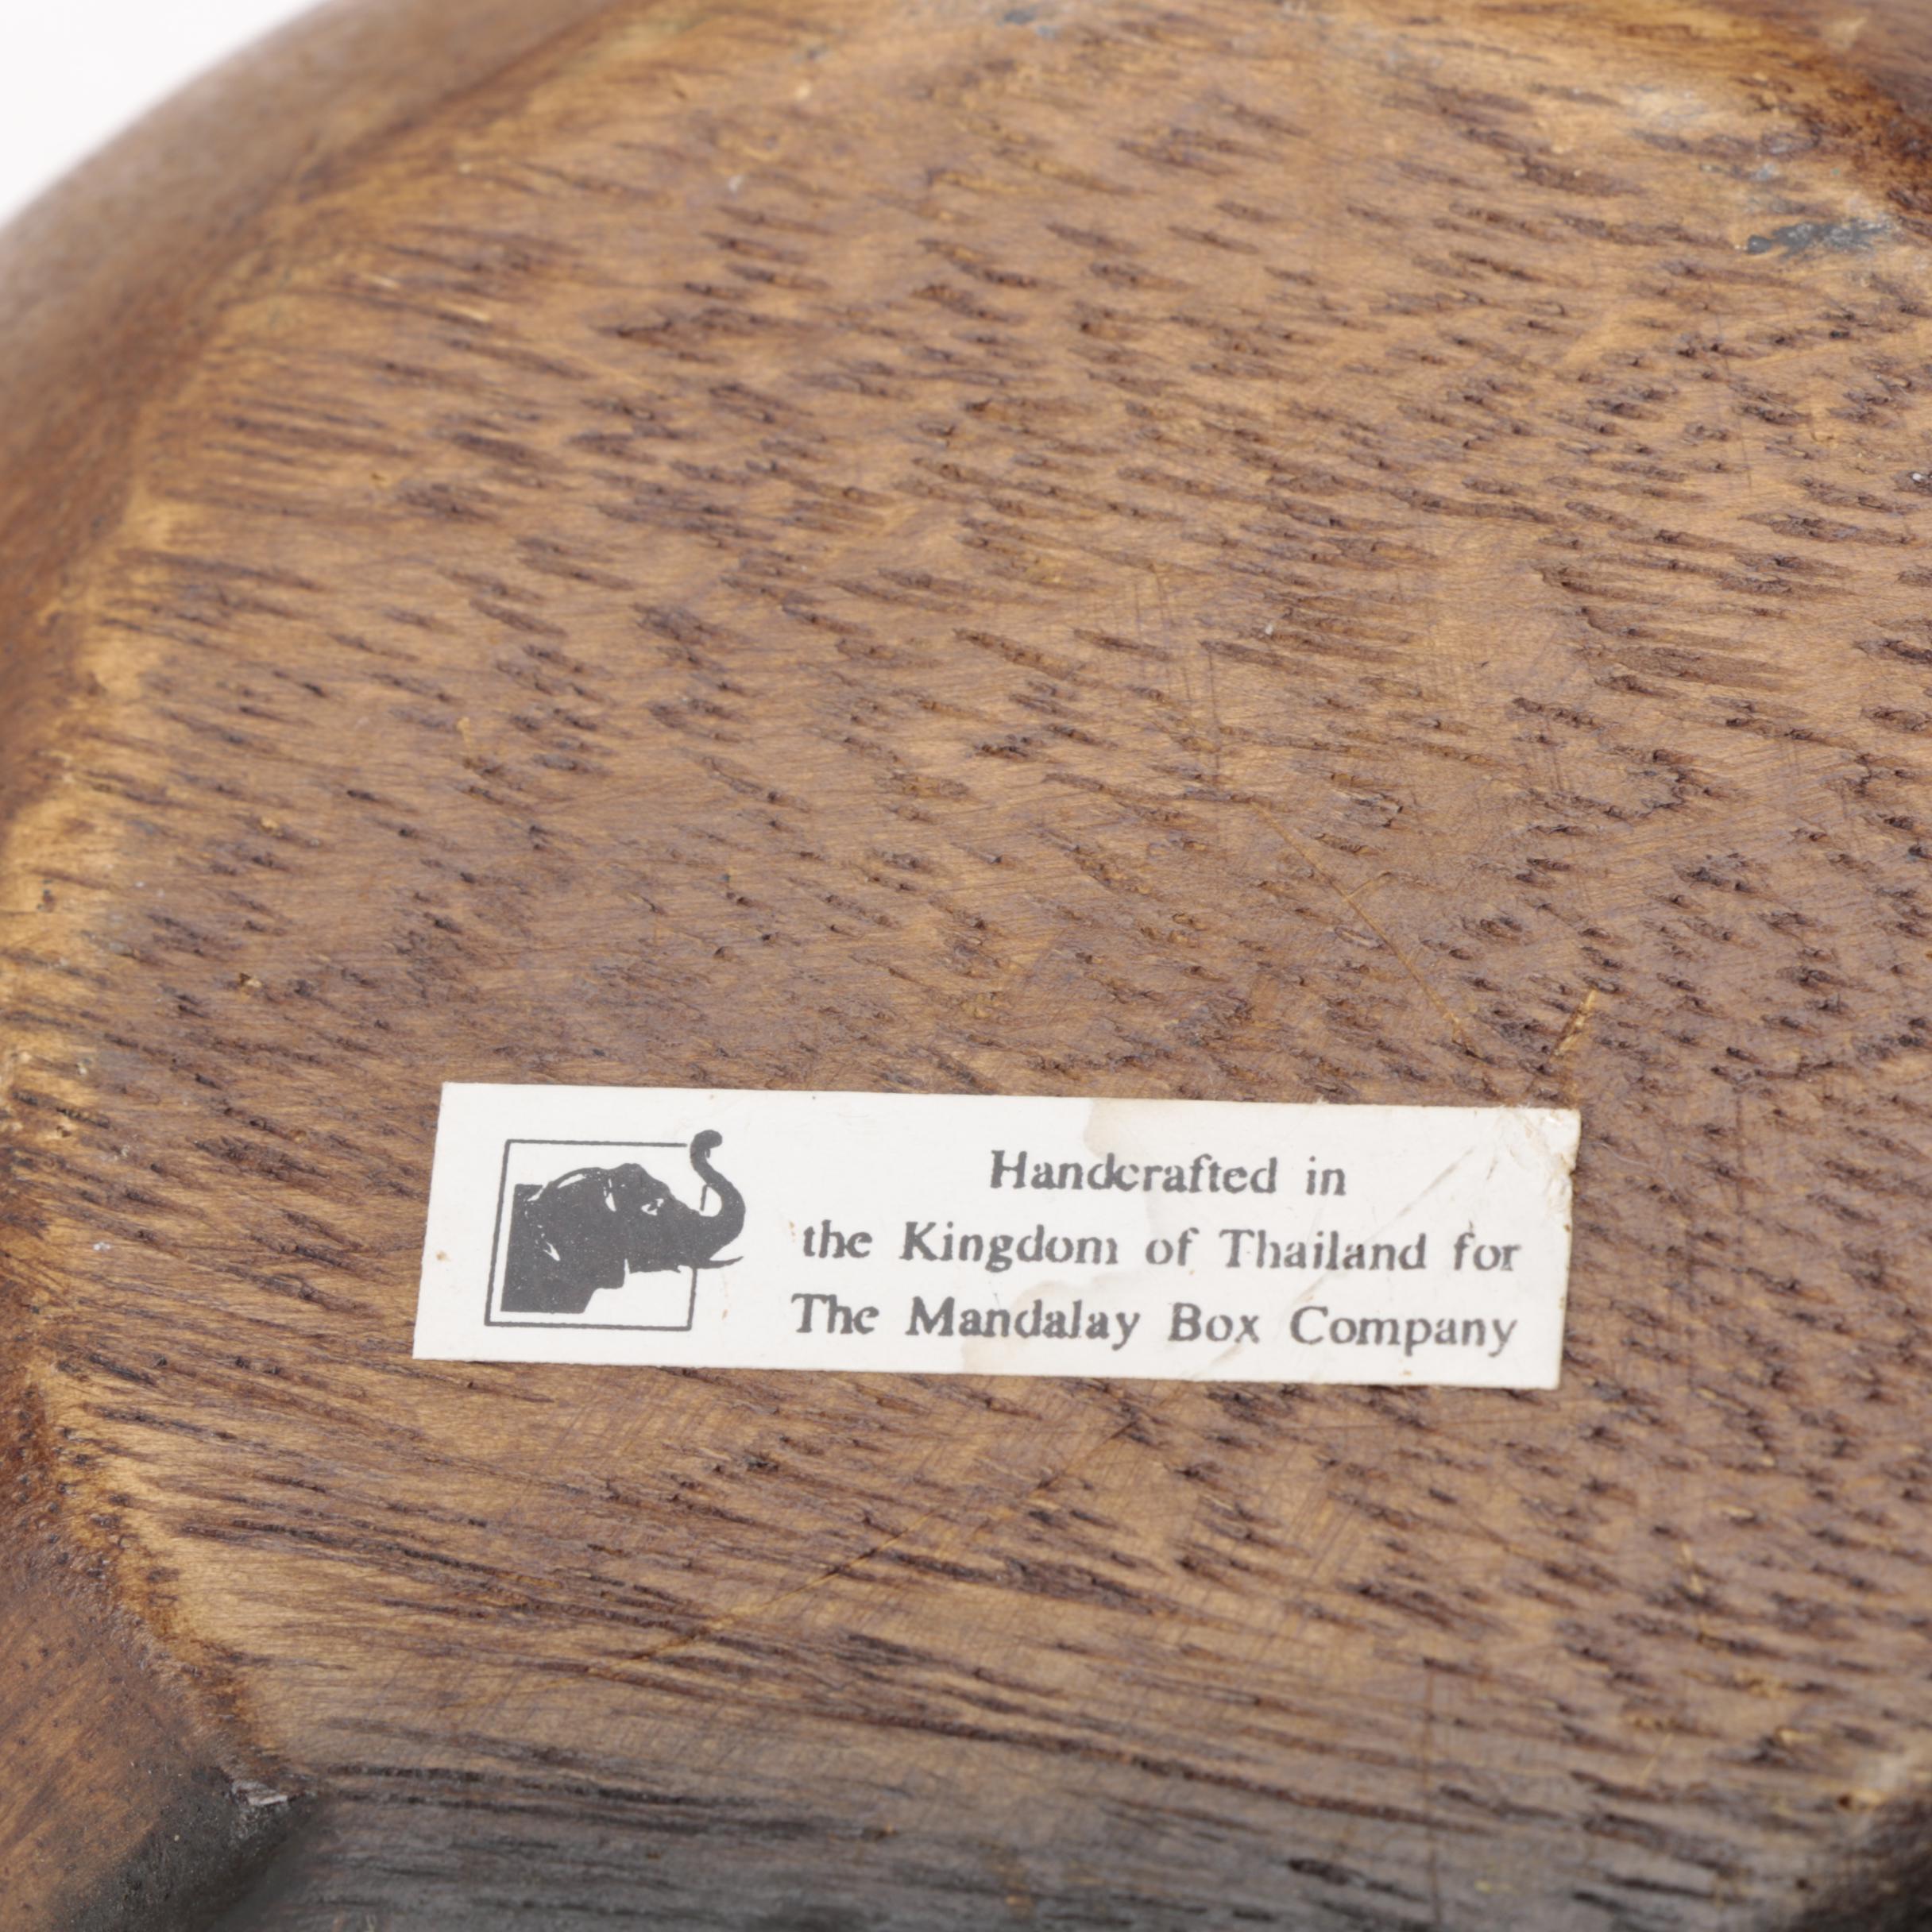 Handcrafted in
the Kingdom of Thailand for
The Mandalay Box Company